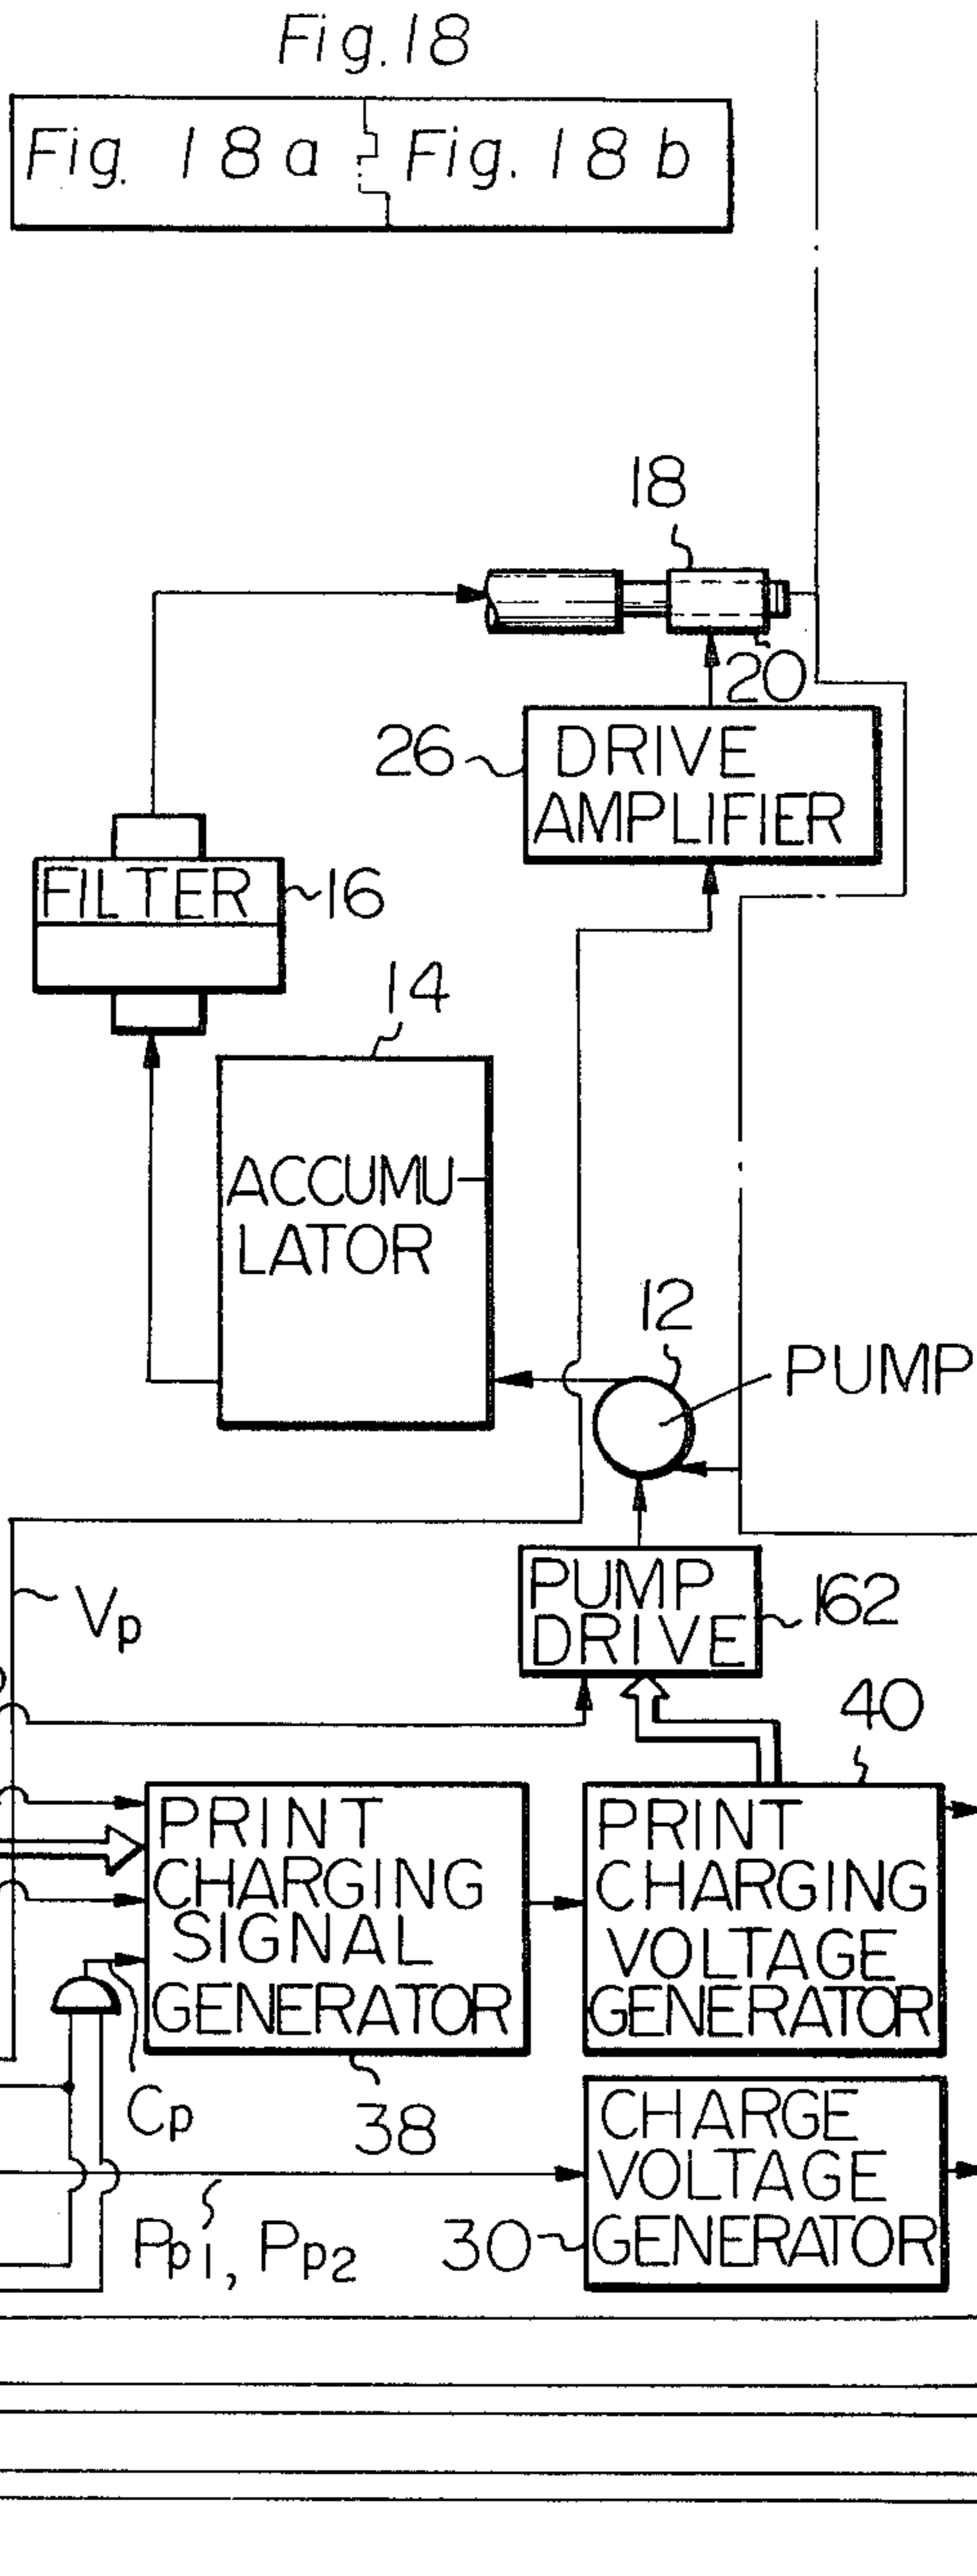 Fig. 18
Fig. 18a Fig. 18b
18
20
26 DRIVE
AMPLIFIER
FILTER 16
14
ACCUMU-
LATOR
12
PUMP
PUMP
DRIVE 162
Vp
40
PRINT
CHARGING
SIGNAL
GENERATOR
PRINT
CHARGING
VOLTAGE
GENERATOR
Cp
38
CHARGE
VOLTAGE
GENERATOR
30
Pp1, Pp2